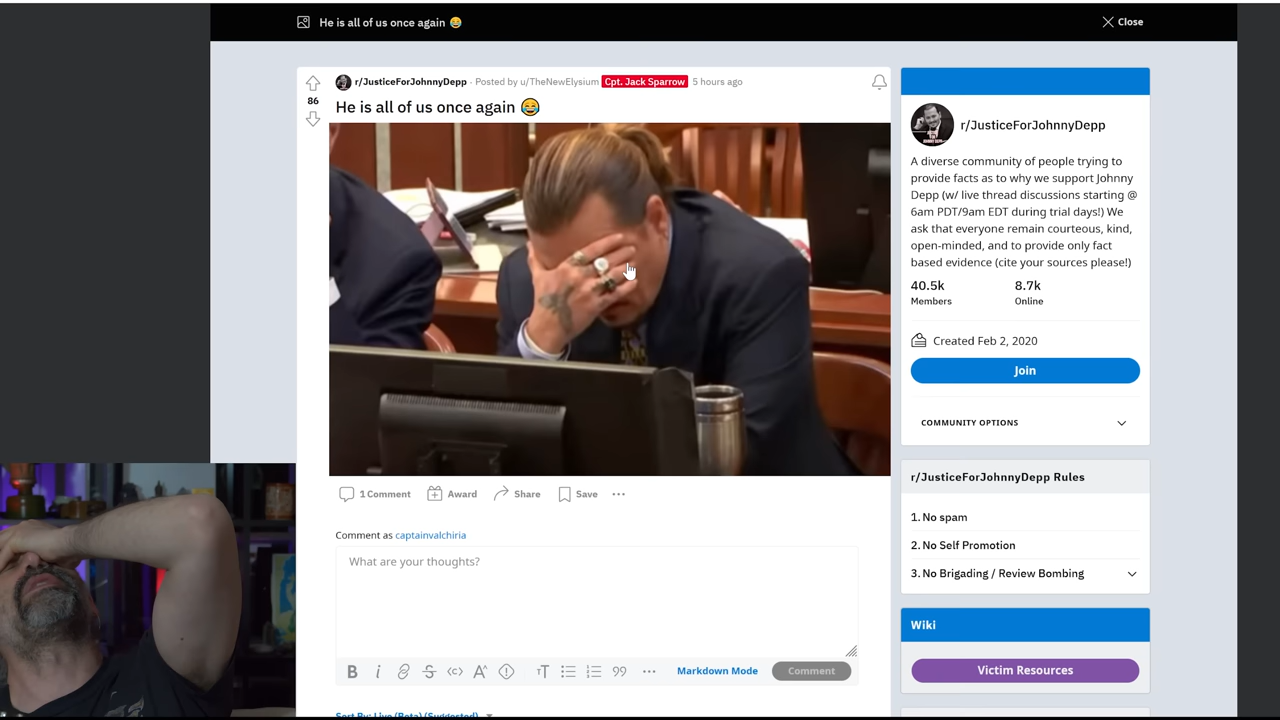 He is all of us once again 😂
Close
r/JusticeForJohnnyDepp · Posted by u/TheNewElysium Cpt. Jack Sparrow 5 hours ago
86
He is all of us once again 😂
1 Comment
Award
Share
Save
Comment as captainvalchiria
What are your thoughts?
Markdown Mode
Comment
Sort By: Live (Beta) (Suggested)
r/JusticeForJohnnyDepp
A diverse community of people trying to
provide facts as to why we support Johnny
Depp (w/ live thread discussions starting @
6am PDT/9am EDT during trial days!) We
ask that everyone remain courteous, kind,
open-minded, and to provide only fact
based evidence (cite your sources please!)
40.5k 8.7k
Members Online
Created Feb 2, 2020
Join
COMMUNITY OPTIONS
r/JusticeForJohnnyDepp Rules
1. No spam
2. No Self Promotion
3. No Brigading / Review Bombing
Wiki
Victim Resources